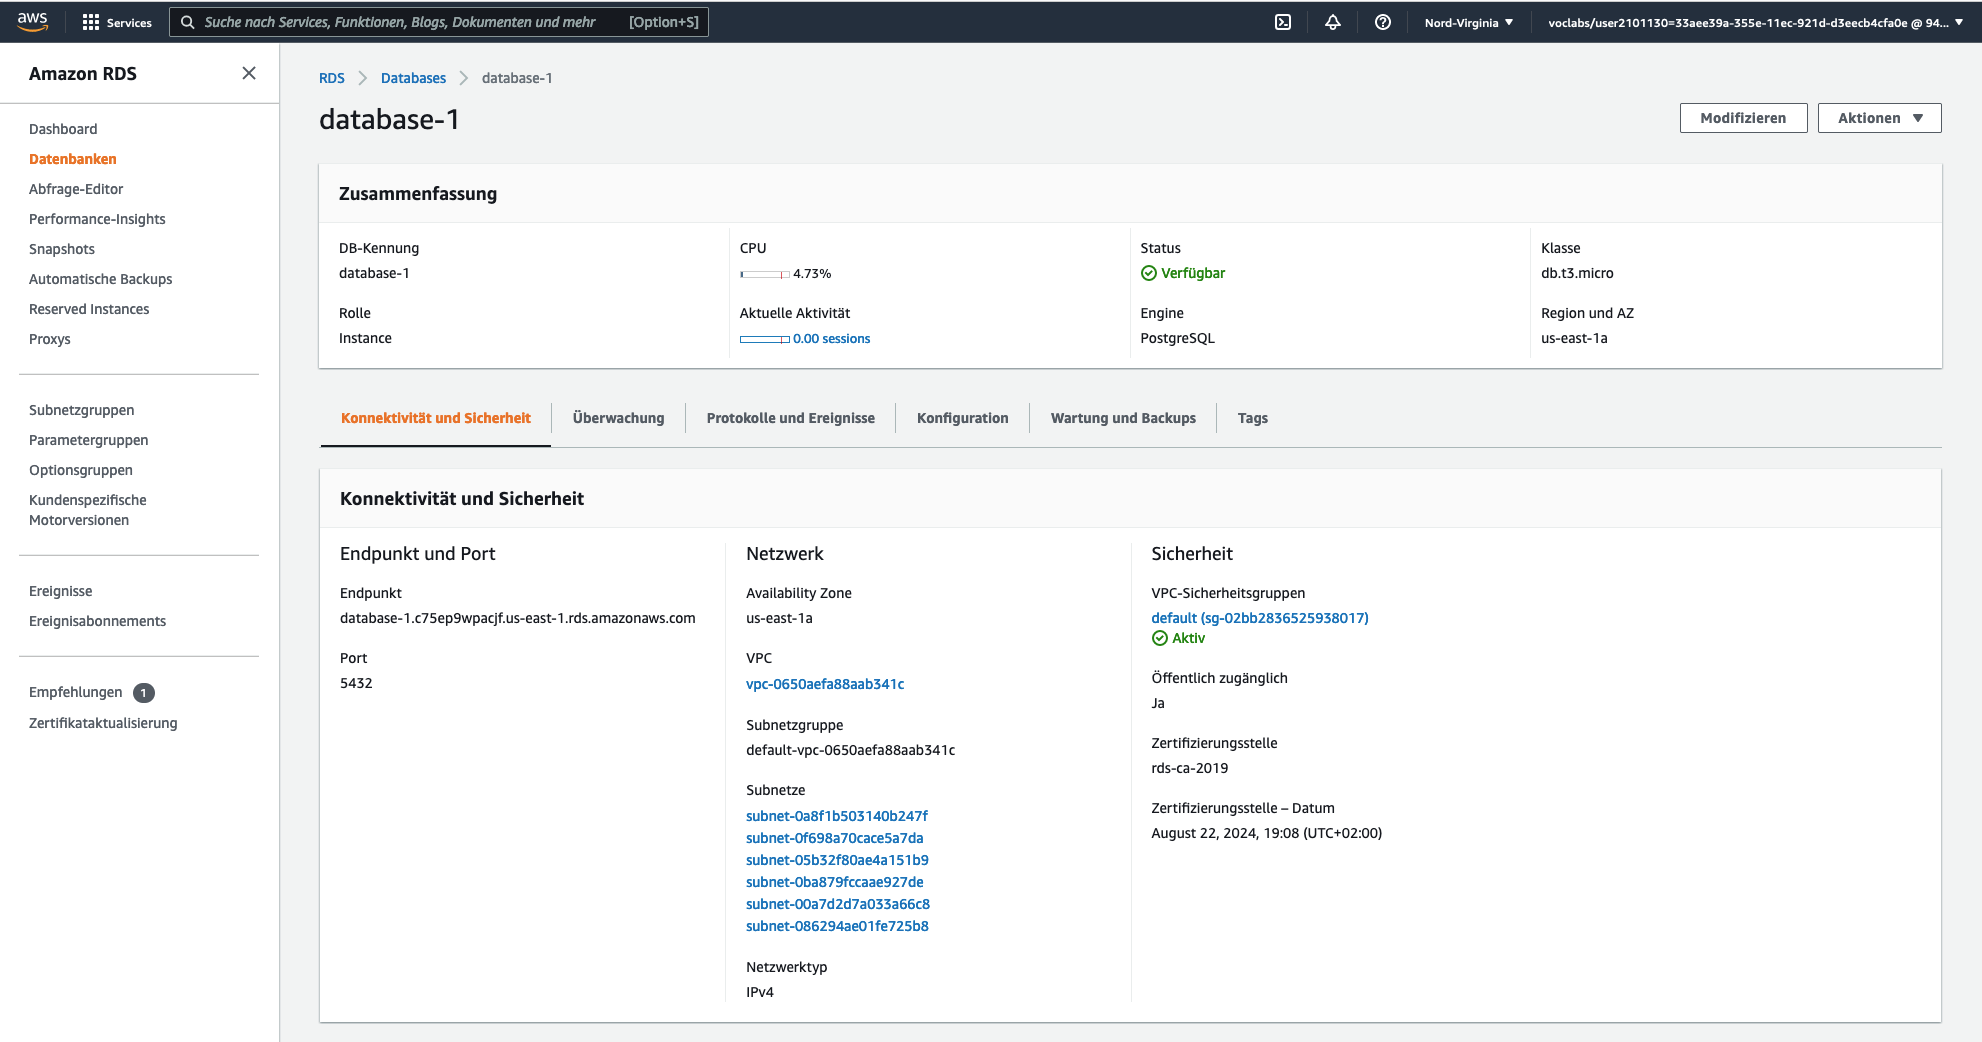 aws
Services
Suche nach Services, Funktionen, Blogs, Dokumenten und mehr [Option+S]
Nord-Virginia
voclabs/user2101130=33aee39a-355e-11ec-921d-d3eecb4cfa0e @ 94...
Amazon RDS
Dashboard
Datenbanken
Abfrage-Editor
Performance-Insights
Snapshots
Automatische Backups
Reserved Instances
Proxys
Subnetzgruppen
Parametergruppen
Optionsgruppen
Kundenspezifische
Motorversionen
Ereignisse
Ereignisabonnements
Empfehlungen 1
Zertifikataktualisierung
RDS Databases database-1
database-1
Modifizieren
Aktionen
Zusammenfassung
DB-Kennung
database-1
Rolle
Instance
CPU
4.73%
Aktuelle Aktivität
0.00 sessions
Status
Verfügbar
Engine
PostgreSQL
Klasse
db.t3.micro
Region und AZ
us-east-1a
Konnektivität und Sicherheit
Überwachung
Protokolle und Ereignisse
Konfiguration
Wartung und Backups
Tags
Konnektivität und Sicherheit
Endpunkt und Port
Endpunkt
database-1.c75ep9wpacjf.us-east-1.rds.amazonaws.com
Port
5432
Netzwerk
Availability Zone
us-east-1a
VPC
vpc-0650aefa88aab341c
Subnetzgruppe
default-vpc-0650aefa88aab341c
Subnetze
subnet-0a8f1b503140b247f
subnet-0f698a70cace5a7da
subnet-05b32f80ae4a151b9
subnet-0ba879fccaae927de
subnet-00a7d2d7a033a66c8
subnet-086294ae01fe725b8
Netzwerktyp
IPv4
Sicherheit
VPC-Sicherheitsgruppen
default (sg-02bb2836525938017)
Aktiv
Öffentlich zugänglich
Ja
Zertifizierungsstelle
rds-ca-2019
Zertifizierungsstelle – Datum
August 22, 2024, 19:08 (UTC+02:00)